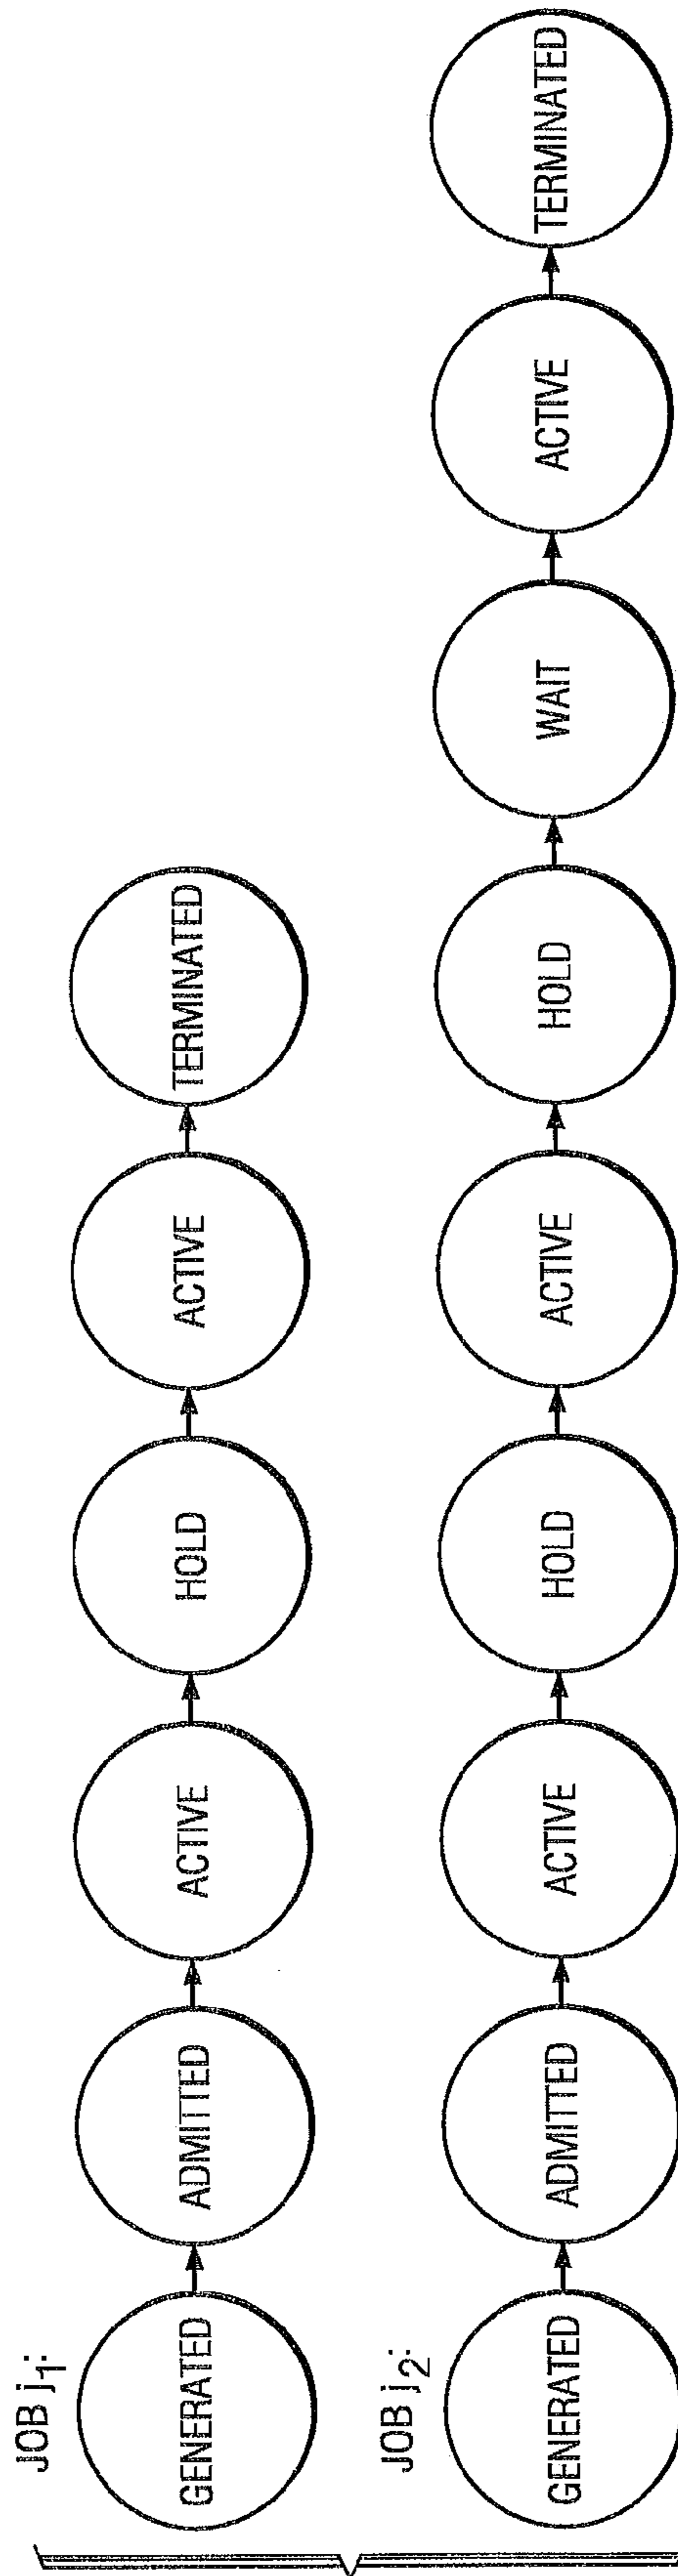 JOB j1:
GENERATED
ADMITTED
ACTIVE
HOLD
ACTIVE
TERMINATED
JOB j2:
GENERATED
ADMITTED
ACTIVE
HOLD
ACTIVE
HOLD
WAIT
ACTIVE
TERMINATED